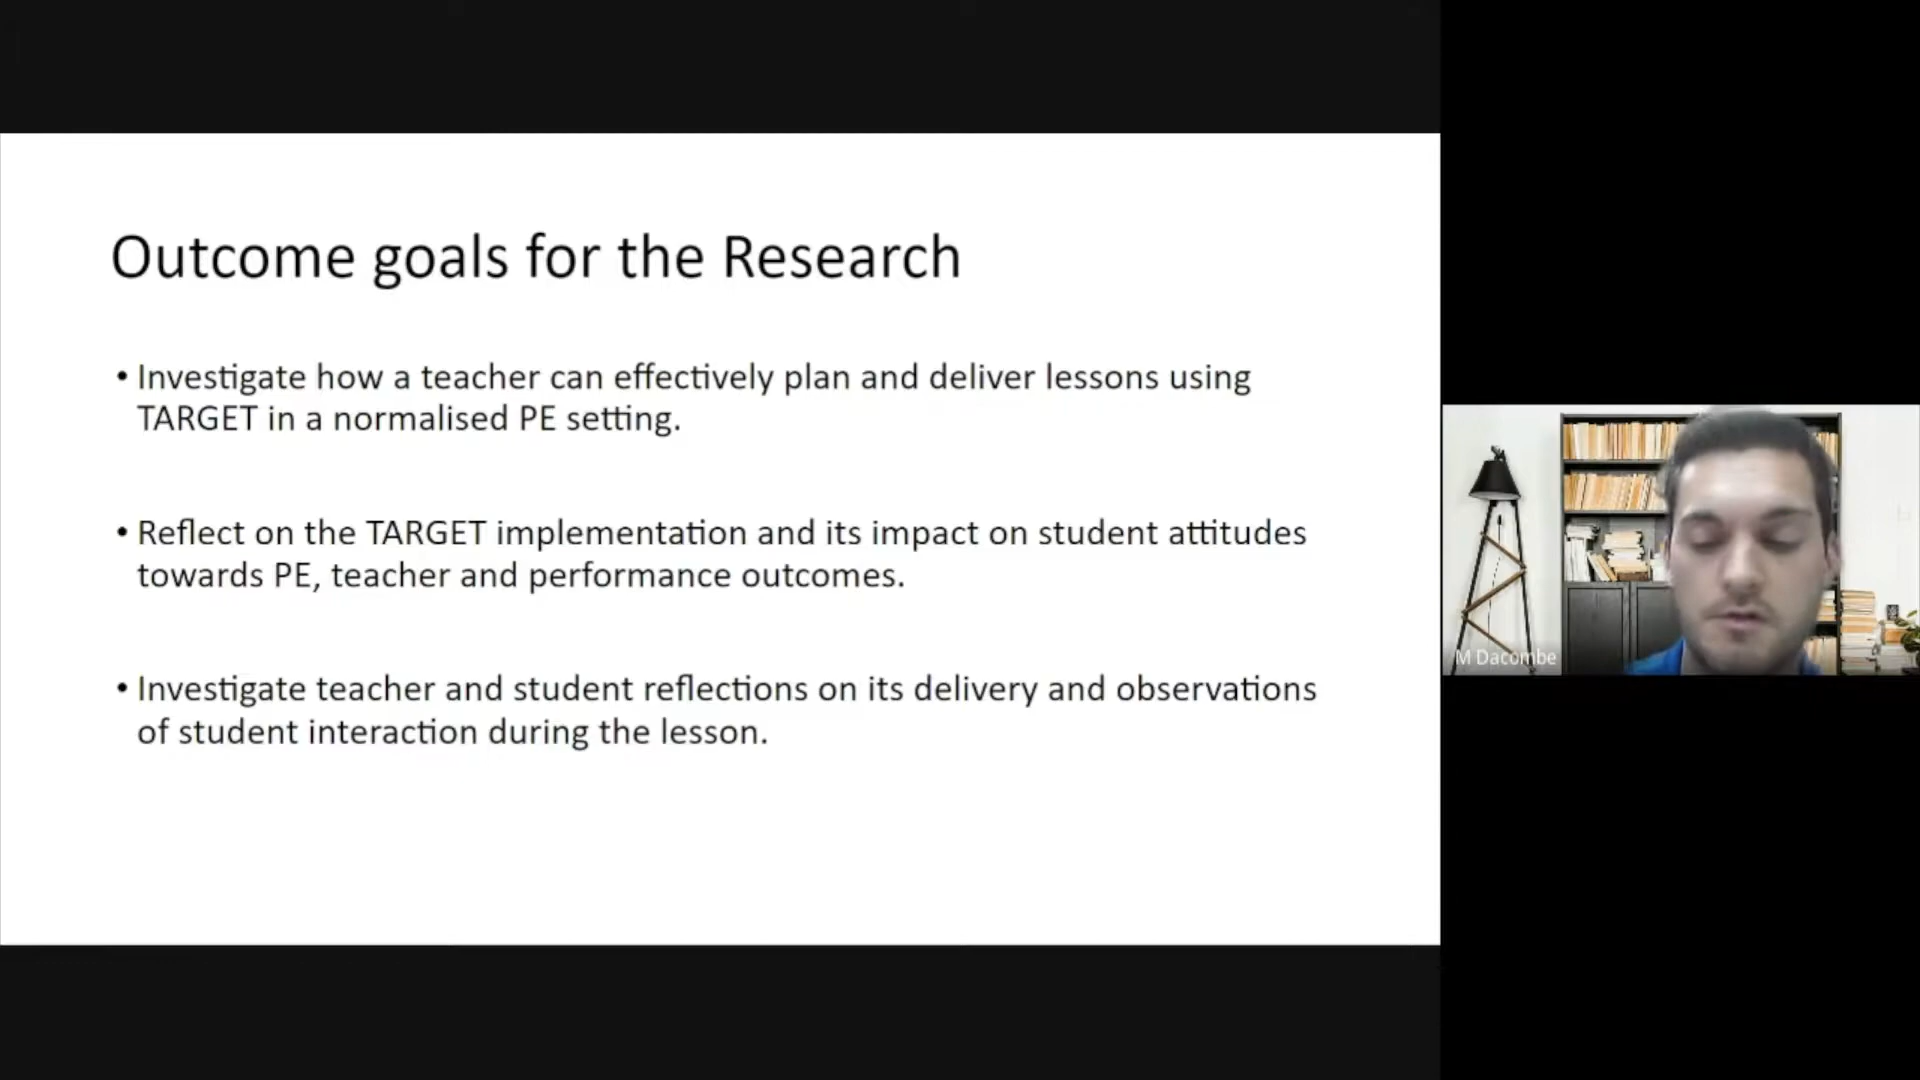 Outcome goals for the Research
• Investigate how a teacher can effectively plan and deliver lessons using
TARGET in a normalised PE setting.
• Reflect on the TARGET implementation and its impact on student attitudes
towards PE, teacher and performance outcomes.
• Investigate teacher and student reflections on its delivery and observations
of student interaction during the lesson.
M Dacombe